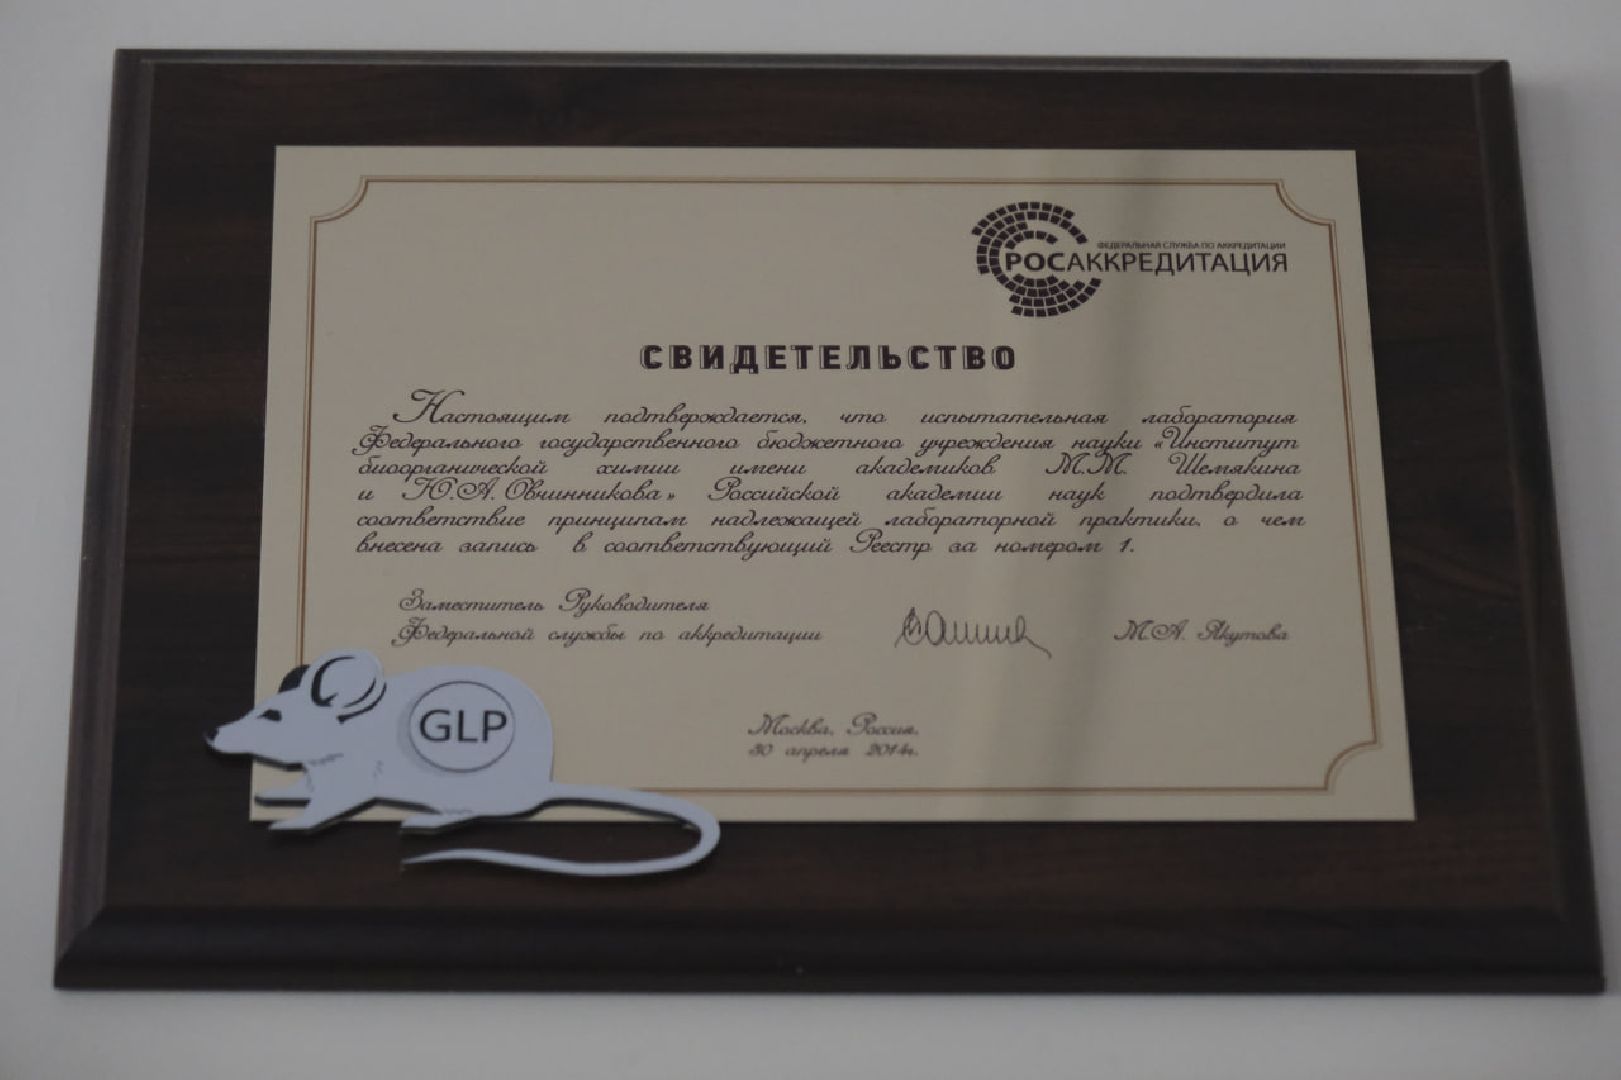 ФЕДЕРАЛЬНАЯ СЛУЖБА ПО АККРЕДИТАЦИИ
РОСАККРЕДИТАЦИЯ
СВИДЕТЕЛЬСТВО
Настоящим подтверждается, что испытательная лаборатория
Федерального государственного бюджетного учреждения науки «Институт
биоорганической химии имени академиков М.М. Шемякина
и Ю.А. Овчинникова» Российской академии наук подтвердила
соответствие принципам надлежащей лабораторной практики, о чем
внесена запись в соответствующий Реестр за номером 1.
Заместитель Руководителя
Федеральной службы по аккредитации М.А. Якутова
GLP
Москва, Россия,
30 апреля 2014г.